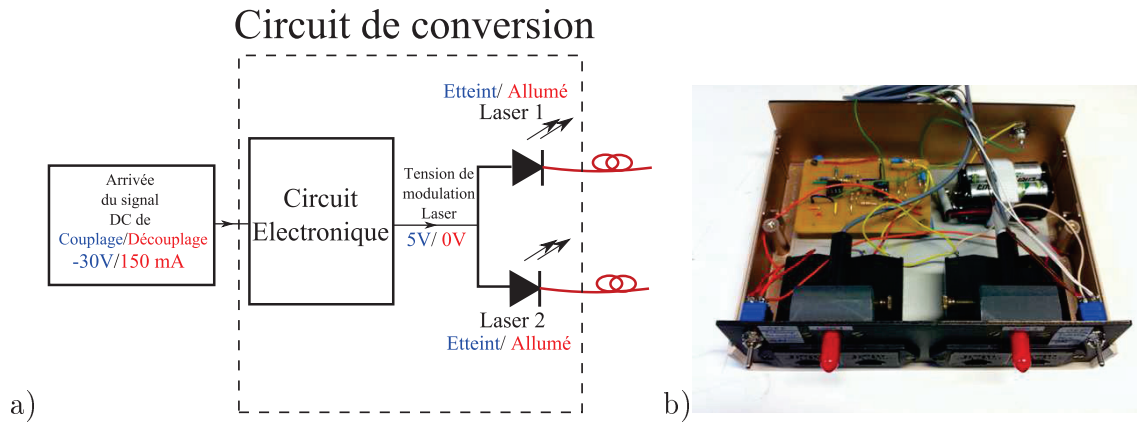 Circuit de conversion
Etteint/ Allumé
Laser 1
Arrivée
du signal
DC de
Couplage/Découplage
-30V/150 mA
Circuit
Electronique
Tension de
modulation
Laser
5V/ 0V
Laser 2
Etteint/ Allumé
a)
b)